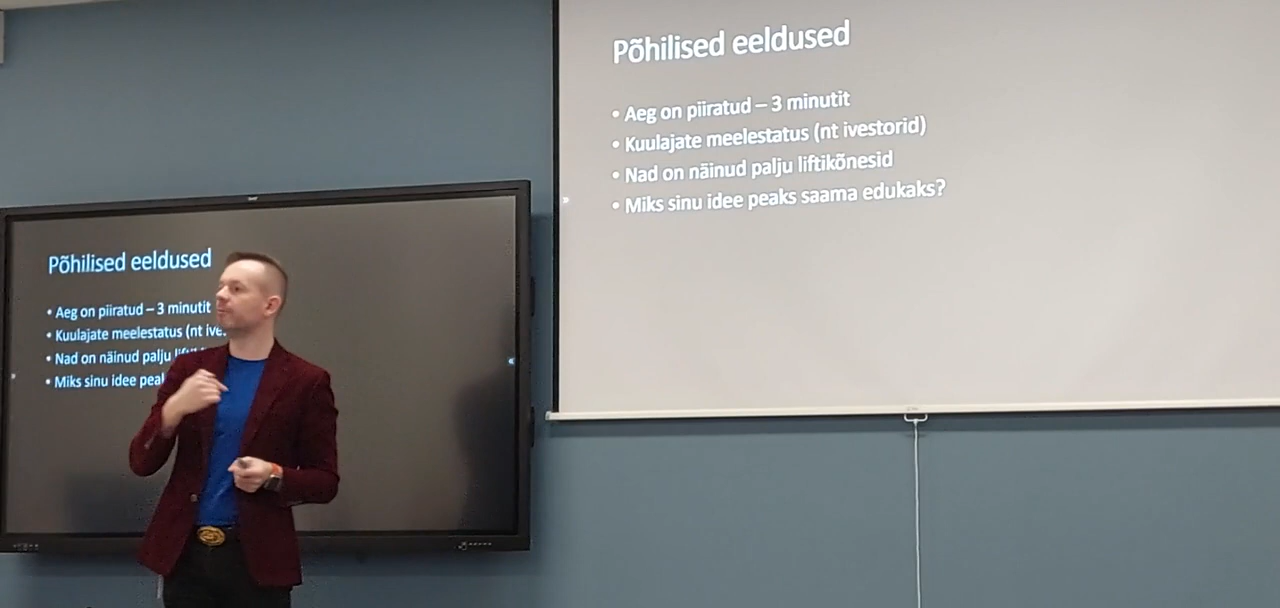 Põhilised eeldused
• Aeg on piiratud – 3 minutit
• Kuulajate meelestatus (nt ivestorid)
• Nad on näinud palju liftikõnesid
• Miks sinu idee peaks saama edukaks?
Põhilised eeldused
• Aeg on piiratud – 3 minutit
• Kuulajate meelestatus (nt ive
• Nad on näinud palju
• Miks sinu idee peak